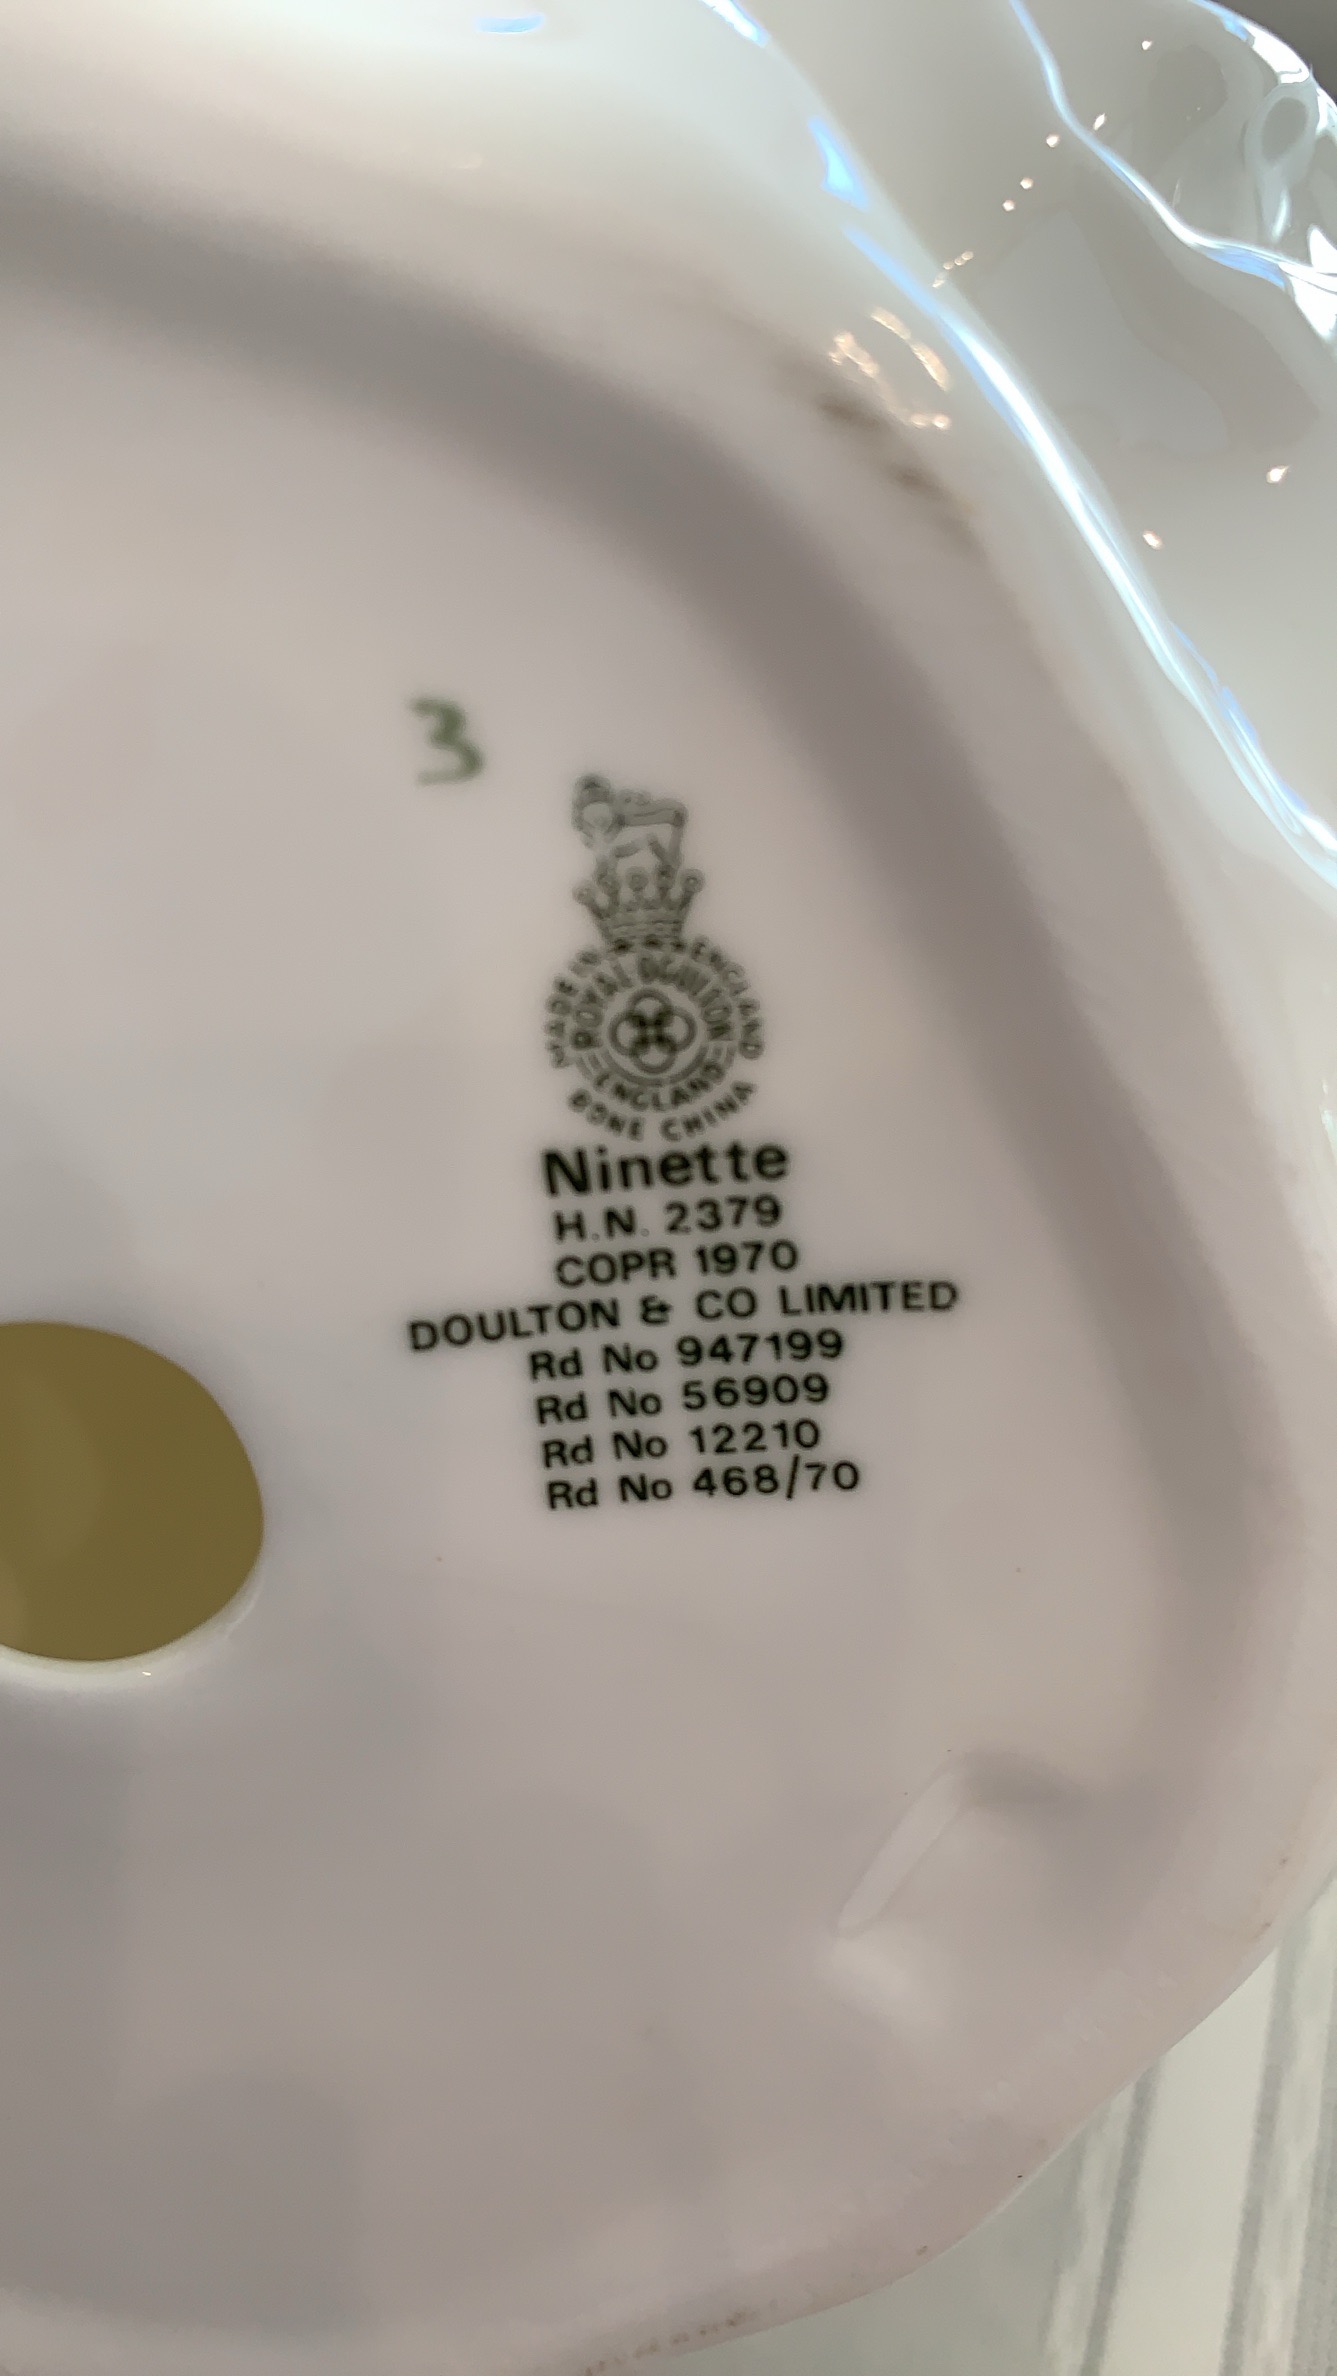 3
MADE IN ENGLAND
ROYAL DOULTON
ENGLAND
BONE CHINA
Ninette
H.N. 2379
COPR 1970
DOULTON & CO LIMITED
Rd No 947199
Rd No 56909
Rd No 12210
Rd No 468/70